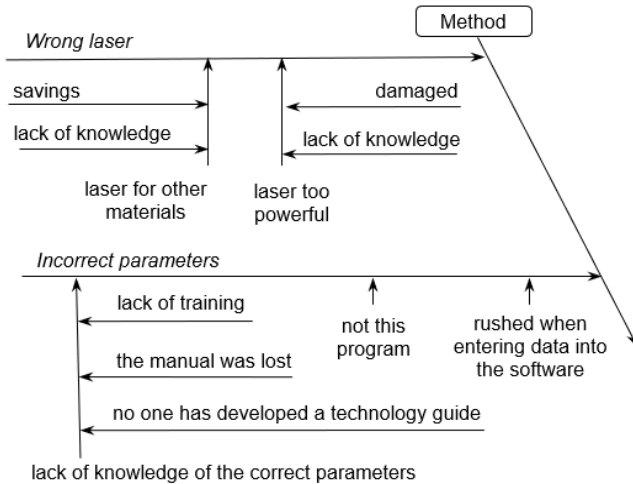 Method
Wrong laser
savings
damaged
lack of knowledge
lack of knowledge
laser for other
materials
laser too
powerful
Incorrect parameters
lack of training
not this
program
rushed when
entering data into
the software
the manual was lost
no one has developed a technology guide
lack of knowledge of the correct parameters